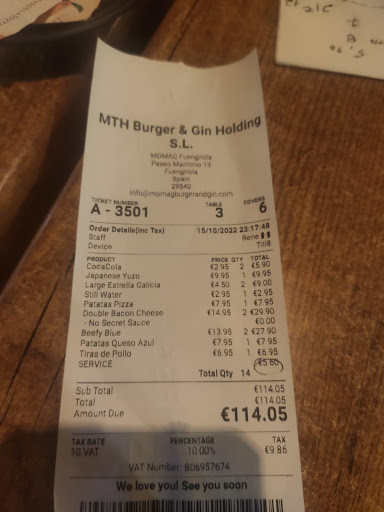 MTH Burger & Gin Holding
S.L.
MOMAG Fuengirola
Paseo Maritimo 13
Fuengirola
Spain
29640
info@momagburgerandgin.com
TICKET NUMBER TABLE COVERS
A - 3501 3 6
Order Details(Inc Tax) 15/10/2022 23:17:48
Staff Rene
Device Till8
PRODUCT PRICE QTY TOTAL
CocaCola €2.95 2 €5.90
Japanese Yuzo €9.95 1 €9.95
Large Estrella Galicia €4.50 2 €9.00
Still Water €2.95 1 €2.95
Patatas Pizza €7.95 1 €7.95
Double Bacon Cheese €14.95 2 €29.90
- No Secret Sauce €0.00
Beefy Blue €13.95 2 €27.90
Patatas Queso Azul €7.95 1 €7.95
Tiras de Pollo €6.95 1 €6.95
SERVICE €5.60
Total Qty 14
Sub Total €114.05
Total €114.05
Amount Due €114.05
TAX RATE PERCENTAGE TAX
10 VAT 10.00% €9.86
VAT Number: B06957674
We love you! See you soon